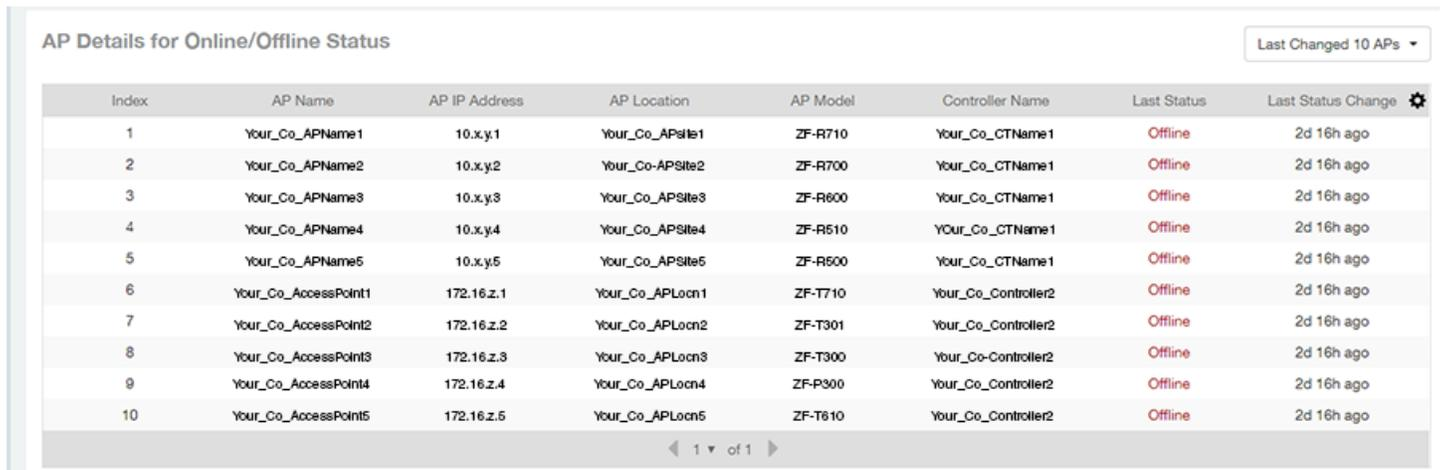 AP Details for Online/Offline Status
Last Changed 10 APs
Index AP Name AP IP Address AP Location AP Model Controller Name Last Status Last Status Change
1 Your_Co_APName1 10.x.y.1 Your_Co_APsite1 ZF-R710 Your_Co_CTName1 Offline 2d 16h ago
2 Your_Co_APName2 10.x.y.2 Your_Co-APSite2 ZF-R700 Your_Co_CTName1 Offline 2d 16h ago
3 Your_Co_APName3 10.x.y.3 Your_Co_APSite3 ZF-R600 Your_Co_CTName1 Offline 2d 16h ago
4 Your_Co_APName4 10.x.y.4 Your_Co_APSite4 ZF-R510 YOur_Co_CTName1 Offline 2d 16h ago
5 Your_Co_APName5 10.x.y.5 Your_Co_APSite5 ZF-R500 Your_Co_CTName1 Offline 2d 16h ago
6 Your_Co_AccessPoint1 172.16.z.1 Your_Co_APLocn1 ZF-T710 Your_Co_Controller2 Offline 2d 16h ago
7 Your_Co_AccessPoint2 172.16.z.2 Your_Co_APLocn2 ZF-T301 Your_Co_Controller2 Offline 2d 16h ago
8 Your_Co_AccessPoint3 172.16.z.3 Your_Co_APLocn3 ZF-T300 Your_Co-Controller2 Offline 2d 16h ago
9 Your_Co_AccessPoint4 172.16.z.4 Your_Co_APLocn4 ZF-P300 Your_Co_Controller2 Offline 2d 16h ago
10 Your_Co_AccessPoint5 172.16.z.5 Your_Co_APLocn5 ZF-T610 Your_Co_Controller2 Offline 2d 16h ago
1 of 1